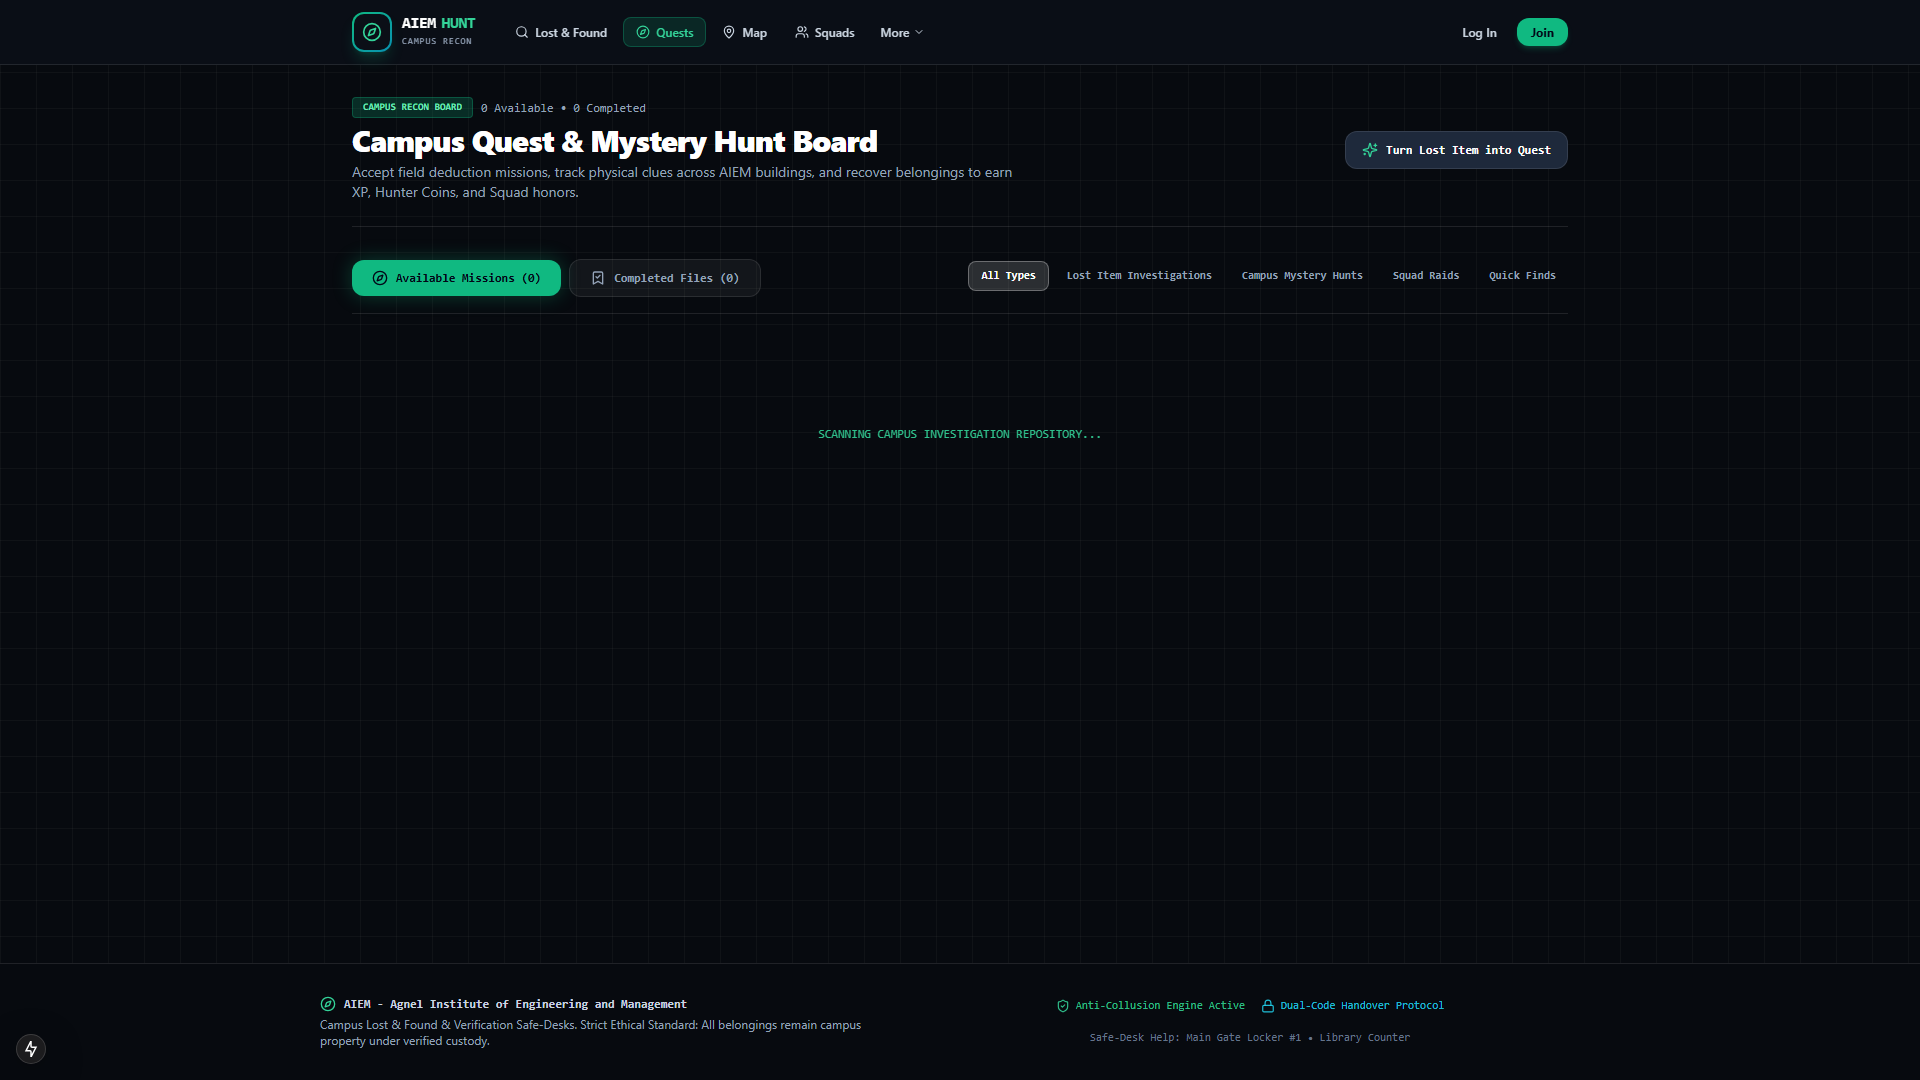 AIEM HUNT
CAMPUS RECON
Lost & Found
Quests
Map
Squads
More
Log In
Join
CAMPUS RECON BOARD
0 Available • 0 Completed
Campus Quest & Mystery Hunt Board
Accept field deduction missions, track physical clues across AIEM buildings, and recover belongings to earn
XP, Hunter Coins, and Squad honors.
Turn Lost Item into Quest
Available Missions (0)
Completed Files (0)
All Types
Lost Item Investigations
Campus Mystery Hunts
Squad Raids
Quick Finds
SCANNING CAMPUS INVESTIGATION REPOSITORY...
AIEM - Agnel Institute of Engineering and Management
Campus Lost & Found & Verification Safe-Desks. Strict Ethical Standard: All belongings remain campus
property under verified custody.
Anti-Collusion Engine Active
Dual-Code Handover Protocol
Safe-Desk Help: Main Gate Locker #1 • Library Counter